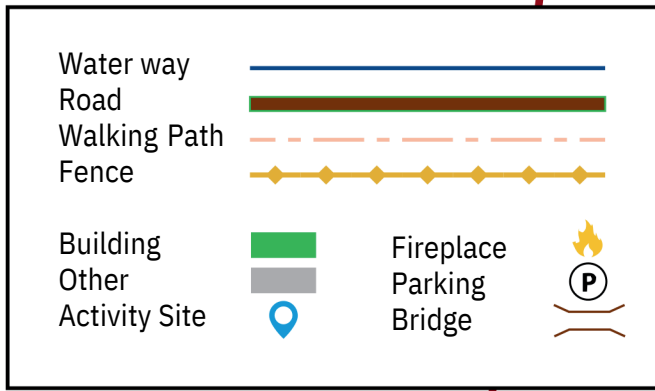 Water way
Road
Walking Path
Fence
Building
Other
Activity Site
Fireplace
Parking
P
Bridge